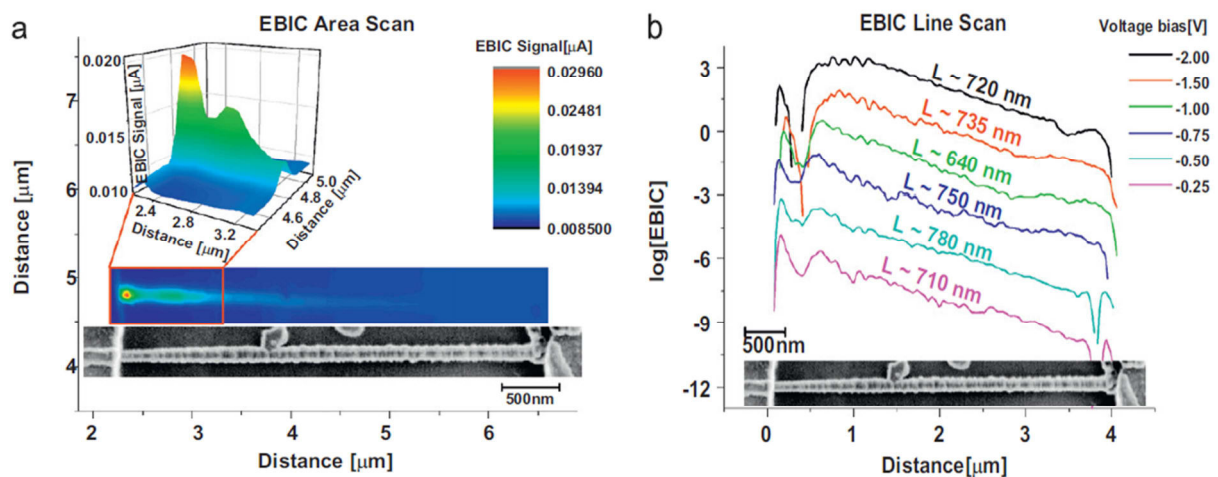 a
EBIC Area Scan
EBIC Signal[μA]
0.02960
0.02481
0.01937
0.01394
0.008500
0.020
0.015
0.010
EBIC Signal [μA]
2.4
2.8
3.2
Distance [μm]
4.6
4.8
5.0
Distance [μm]
7
6
5
4
Distance [μm]
500nm
2
3
4
5
6
Distance [μm]
b
EBIC Line Scan
Voltage bias[V]
-2.00
-1.50
-1.00
-0.75
-0.50
-0.25
L ~ 720 nm
L ~ 735 nm
L ~ 640 nm
L ~ 750 nm
L ~ 780 nm
L ~ 710 nm
3
0
-3
-6
-9
-12
log[EBIC]
500nm
0
1
2
3
4
Distance[μm]